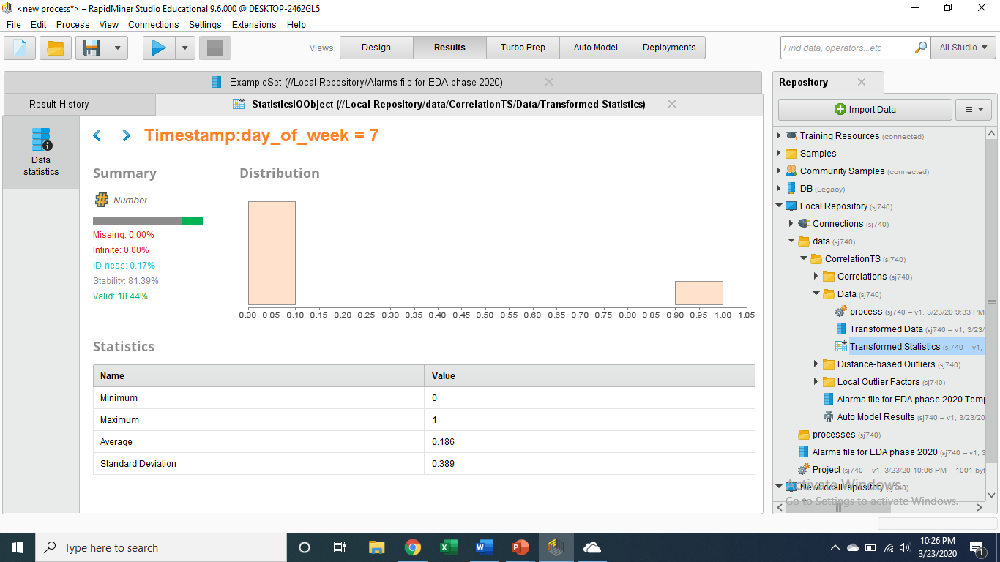 <new process*> – RapidMiner Studio Educational 9.6.000 @ DESKTOP-2462GL5
File Edit Process View Connections Settings Extensions Help
Views: Design Results Turbo Prep Auto Model Deployments
Find data, operators...etc
All Studio
ExampleSet (//Local Repository/Alarms file for EDA phase 2020)
Result History
StatisticsIOObject (//Local Repository/data/CorrelationTS/Data/Transformed Statistics)
Data
statistics
Timestamp:day_of_week = 7
Summary
Number
Missing: 0.00%
Infinite: 0.00%
ID-ness: 0.17%
Stability: 81.39%
Valid: 18.44%
Distribution
0.00 0.05 0.10 0.15 0.20 0.25 0.30 0.35 0.40 0.45 0.50 0.55 0.60 0.65 0.70 0.75 0.80 0.85 0.90 0.95 1.00 1.05
Statistics
Name Value
Minimum 0
Maximum 1
Average 0.186
Standard Deviation 0.389
Repository
Import Data
Training Resources (connected)
Samples
Community Samples (connected)
DB (Legacy)
Local Repository (sj740)
Connections (sj740)
data (sj740)
CorrelationTS (sj740)
Correlations (sj740)
Data (sj740)
process (sj740 – v1, 3/23/20 9:33 PM
Transformed Data (sj740 – v1, 3/23/
Transformed Statistics (sj740 – v1,
Distance-based Outliers (sj740)
Local Outlier Factors (sj740)
Alarms file for EDA phase 2020 Temp
Auto Model Results (sj740 – v1, 3/23/20
processes (sj740)
Alarms file for EDA phase 2020 (sj740 – v1, 3
Project (sj740 – v1, 3/23/20 10:06 PM – 1001 byt
NewLocalRepository (sj740)
Activate Windows
Go to Settings to activate Windows.
Type here to search
10:26 PM
3/23/2020
1